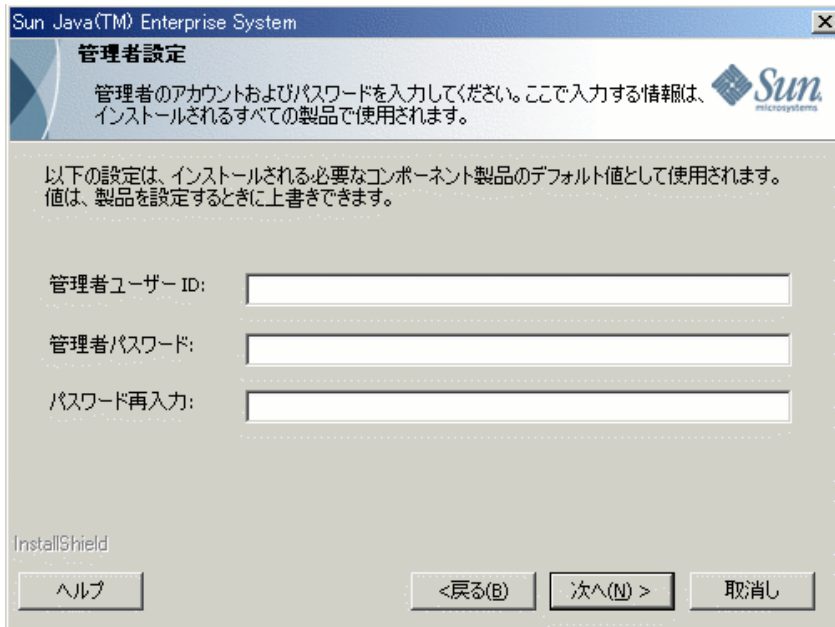 Sun Java(TM) Enterprise System
管理者設定
管理者のアカウントおよびパスワードを入力してください。ここで入力する情報は、
インストールされるすべての製品で使用されます。
Sun
microsystems
以下の設定は、インストールされる必要なコンポーネント製品のデフォルト値として使用されます。
値は、製品を設定するときに上書きできます。
管理者ユーザー ID:
管理者パスワード:
パスワード再入力:
InstallShield
ヘルプ
<戻る(B)
次へ(N) >
取消し